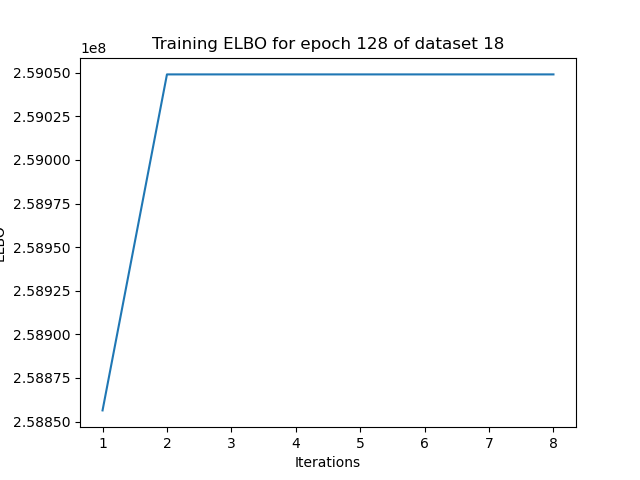 Training ELBO for epoch 128 of dataset 18
1e8
2.59050
2.59025
2.59000
2.58975
2.58950
2.58925
2.58900
2.58875
2.58850
ELBO
1 2 3 4 5 6 7 8
Iterations